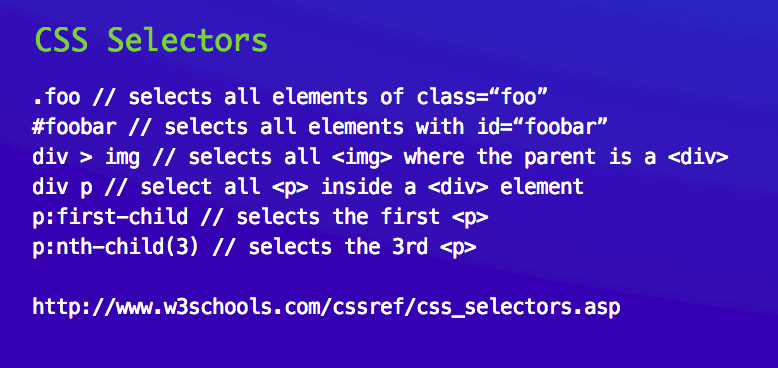 CSS Selectors
.foo // selects all elements of class=“foo”
#foobar // selects all elements with id=“foobar”
div > img // selects all <img> where the parent is a <div>
div p // select all <p> inside a <div> element
p:first-child // selects the first <p>
p:nth-child(3) // selects the 3rd <p>
http://www.w3schools.com/cssref/css_selectors.asp